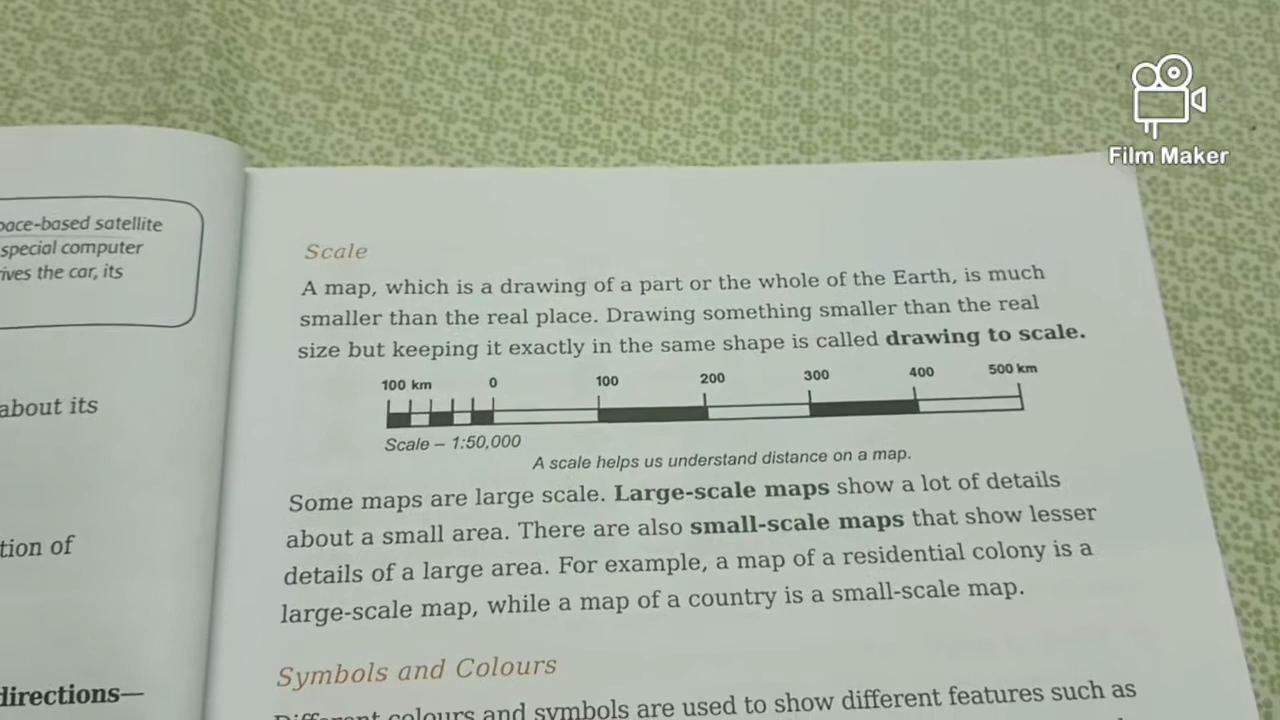 Film Maker
pace-based satellite
special computer
rives the car, its
about its
tion of
directions—
Scale
A map, which is a drawing of a part or the whole of the Earth, is much
smaller than the real place. Drawing something smaller than the real
size but keeping it exactly in the same shape is called drawing to scale.
100 km 0 100 200 300 400 500 km
Scale – 1:50,000
A scale helps us understand distance on a map.
Some maps are large scale. Large-scale maps show a lot of details
about a small area. There are also small-scale maps that show lesser
details of a large area. For example, a map of a residential colony is a
large-scale map, while a map of a country is a small-scale map.
Symbols and Colours
Different colours and symbols are used to show different features such as